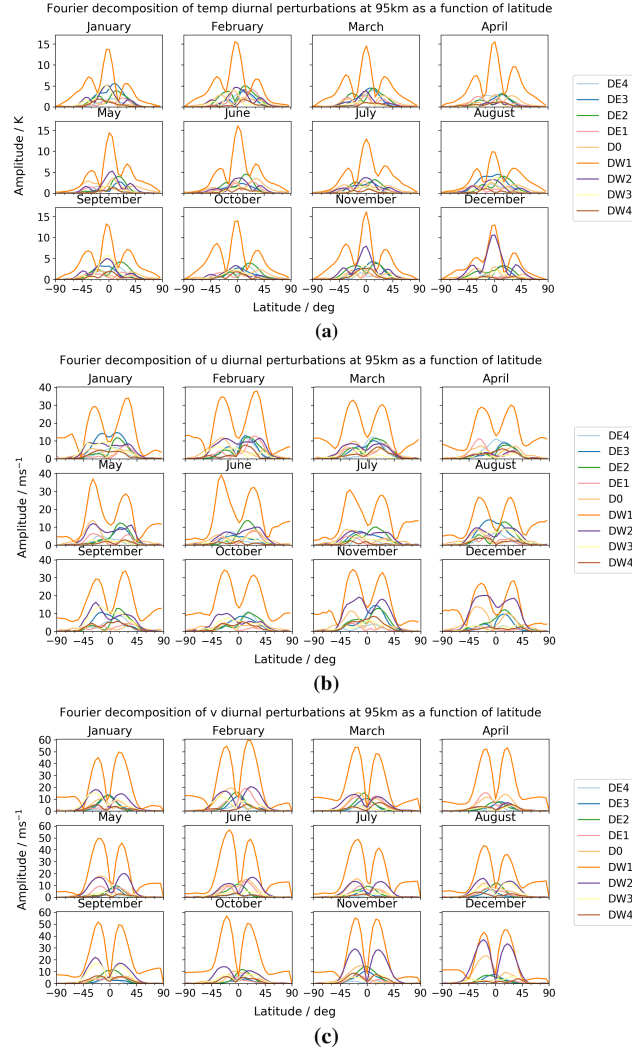 Fourier decomposition of temp diurnal perturbations at 95km as a function of latitude
January February March April
15
10
5
0
May June July August
15
10
5
0
September October November December
15
10
5
0
Amplitude / K
−90 −45 0 45 −90 −45 0 45 −90 −45 0 45 −90 −45 0 45 90
Latitude / deg
DE4
DE3
DE2
DE1
D0
DW1
DW2
DW3
DW4
(a)
Fourier decomposition of u diurnal perturbations at 95km as a function of latitude
January February March April
40
30
20
10
0
May June July August
40
30
20
10
0
September October November December
40
30
20
10
0
Amplitude / ms⁻¹
−90 −45 0 45 −90 −45 0 45 −90 −45 0 45 −90 −45 0 45 90
Latitude / deg
DE4
DE3
DE2
DE1
D0
DW1
DW2
DW3
DW4
(b)
Fourier decomposition of v diurnal perturbations at 95km as a function of latitude
January February March April
60
50
40
30
20
10
0
May June July August
60
50
40
30
20
10
0
September October November December
60
50
40
30
20
10
0
Amplitude / ms⁻¹
−90 −45 0 45 −90 −45 0 45 −90 −45 0 45 −90 −45 0 45 90
Latitude / deg
DE4
DE3
DE2
DE1
D0
DW1
DW2
DW3
DW4
(c)